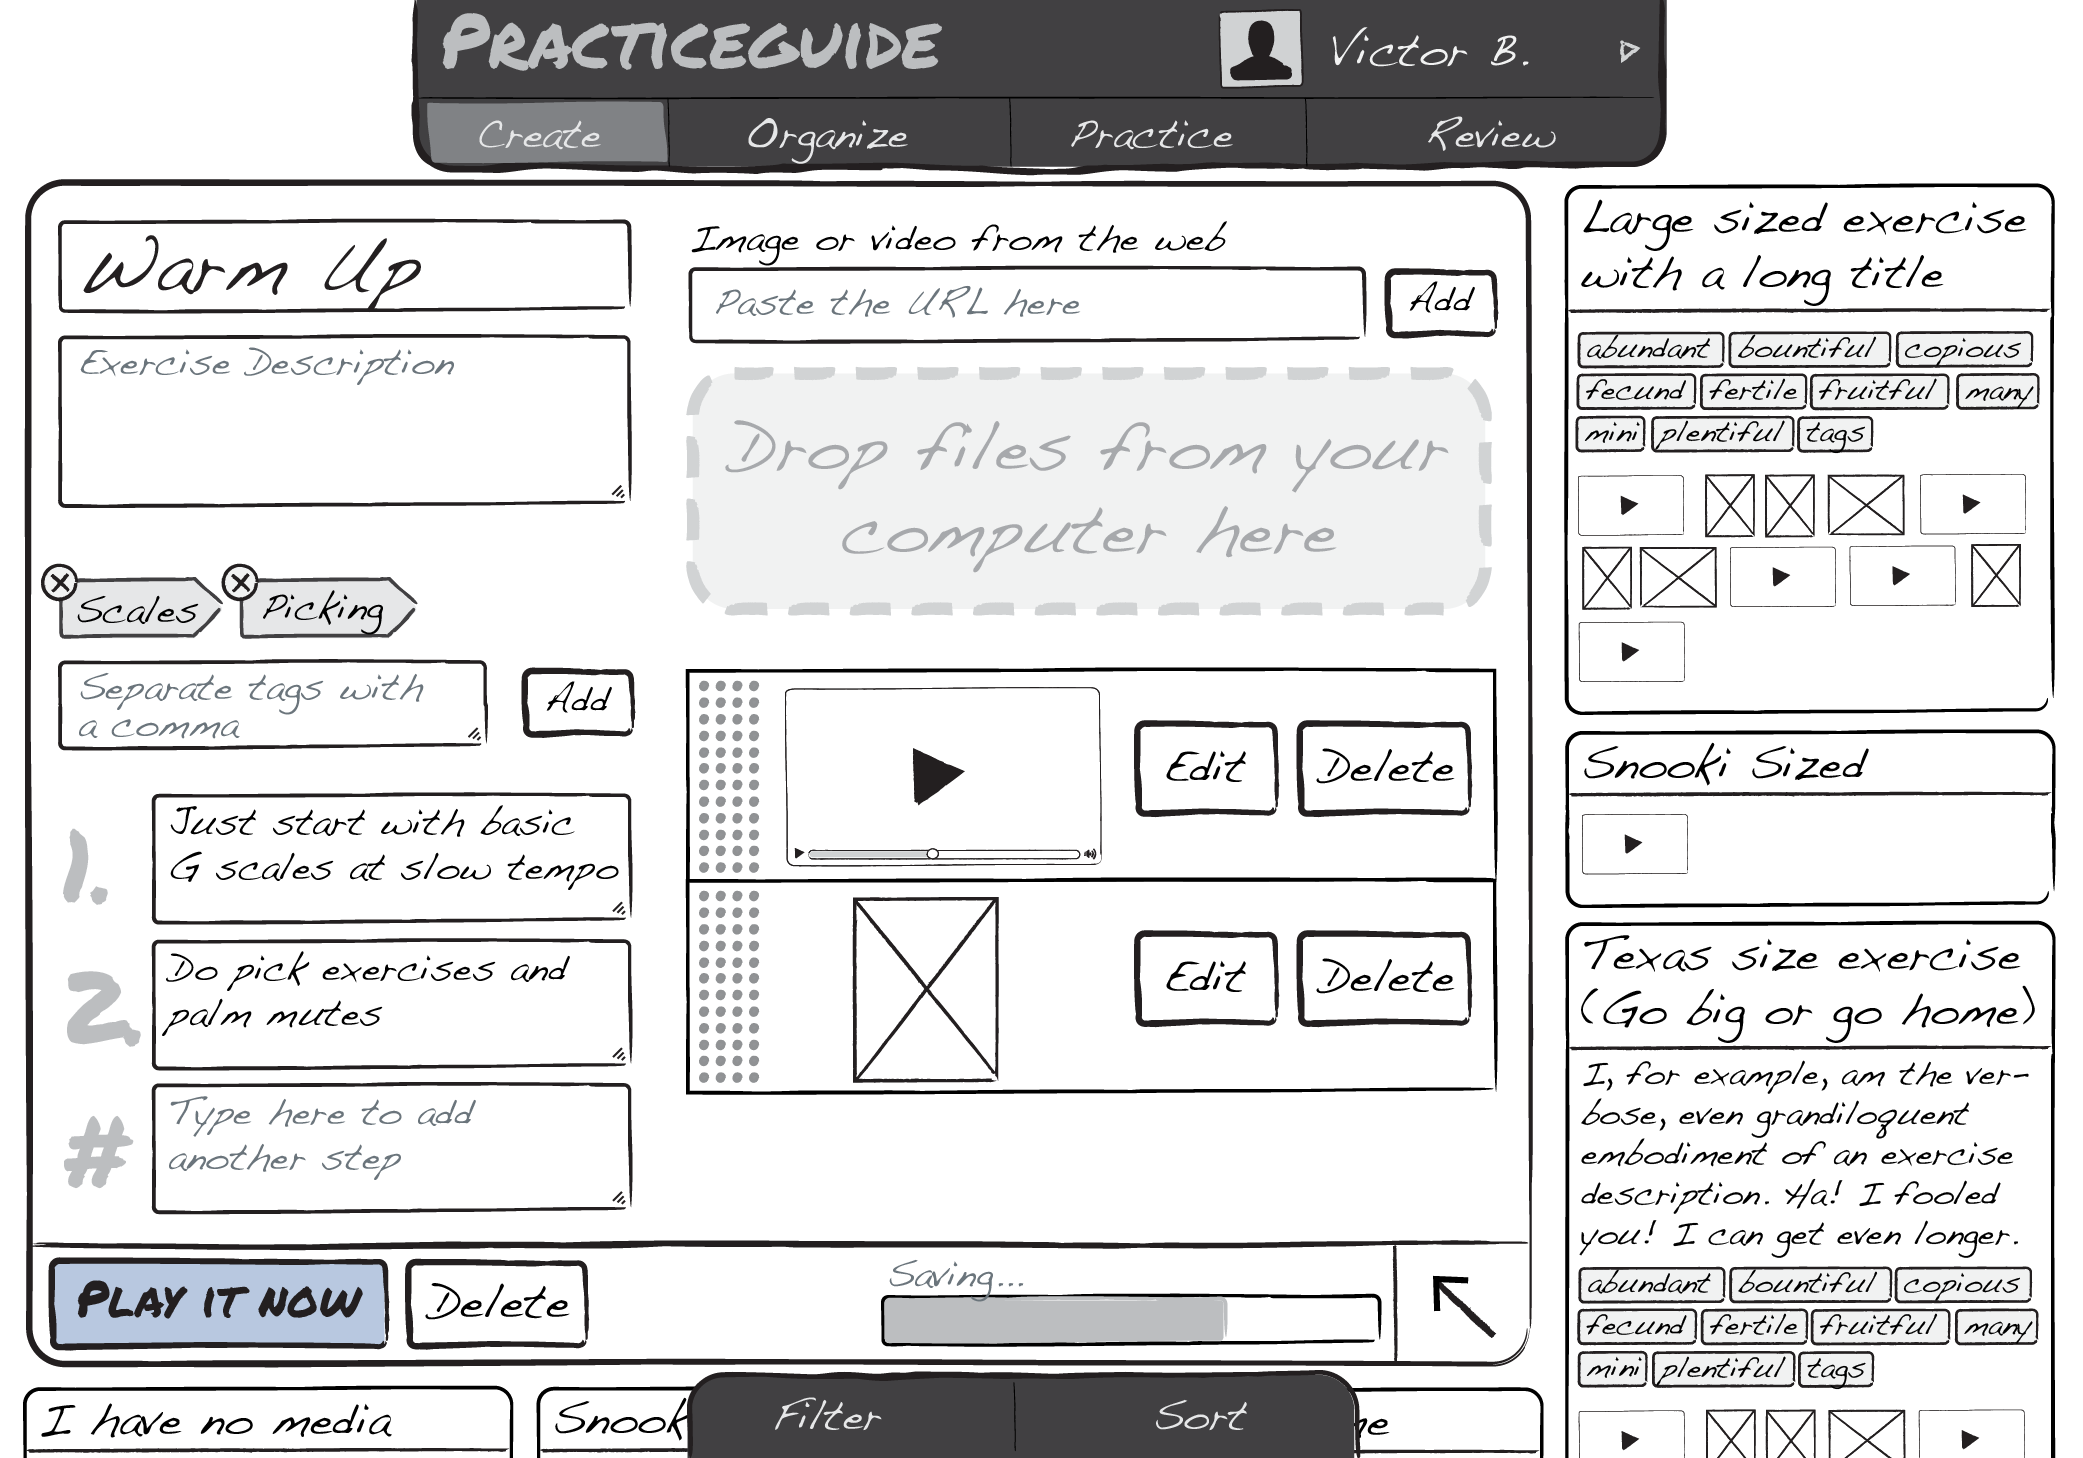 PRACTICEGUIDE
Victor B.
Create
Organize
Practice
Review
Warm Up
Exercise Description
Scales
Picking
Separate tags with
a comma
Add
1.
Just start with basic
G scales at slow tempo
2.
Do pick exercises and
palm mutes
#
Type here to add
another step
Image or video from the web
Paste the URL here
Add
Drop files from your
computer here
Edit
Delete
Edit
Delete
PLAY IT NOW
Delete
Saving...
Large sized exercise
with a long title
abundant bountiful copious
fecund fertile fruitful many
mini plentiful tags
Snooki Sized
Texas size exercise
(Go big or go home)
I, for example, am the ver-
bose, even grandiloquent
embodiment of an exercise
description. Ha! I fooled
you! I can get even longer.
abundant bountiful copious
fecund fertile fruitful many
mini plentiful tags
I have no media
Snook
Filter
Sort